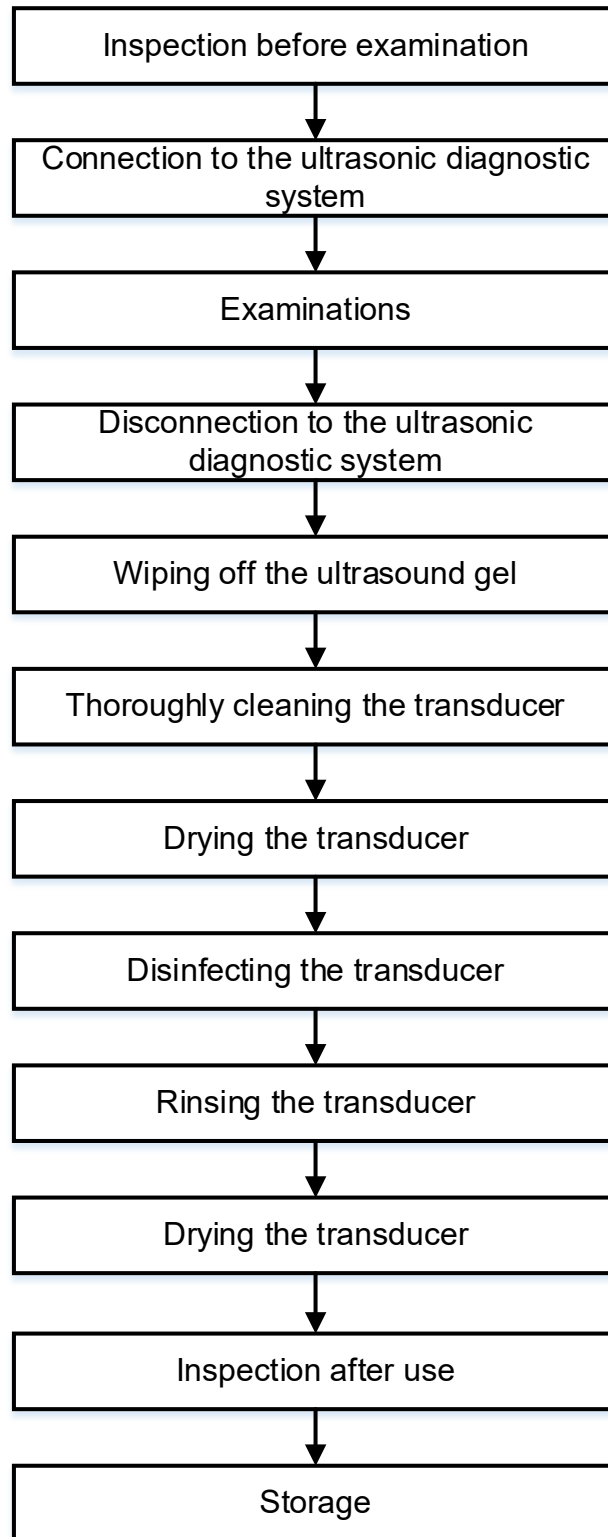 Inspection before examination
Connection to the ultrasonic diagnostic
system
Examinations
Disconnection to the ultrasonic
diagnostic system
Wiping off the ultrasound gel
Thoroughly cleaning the transducer
Drying the transducer
Disinfecting the transducer
Rinsing the transducer
Drying the transducer
Inspection after use
Storage